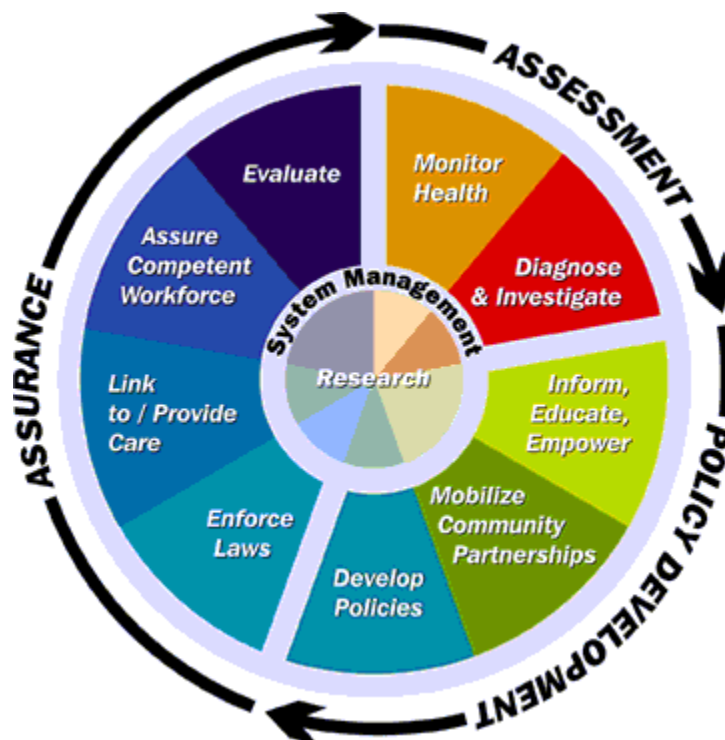 ASSESSMENT
POLICY DEVELOPMENT
ASSURANCE
Monitor
Health
Diagnose
& Investigate
Inform,
Educate,
Empower
Mobilize
Community
Partnerships
Develop
Policies
Enforce
Laws
Link
to / Provide
Care
Assure
Competent
Workforce
Evaluate
System Management
Research